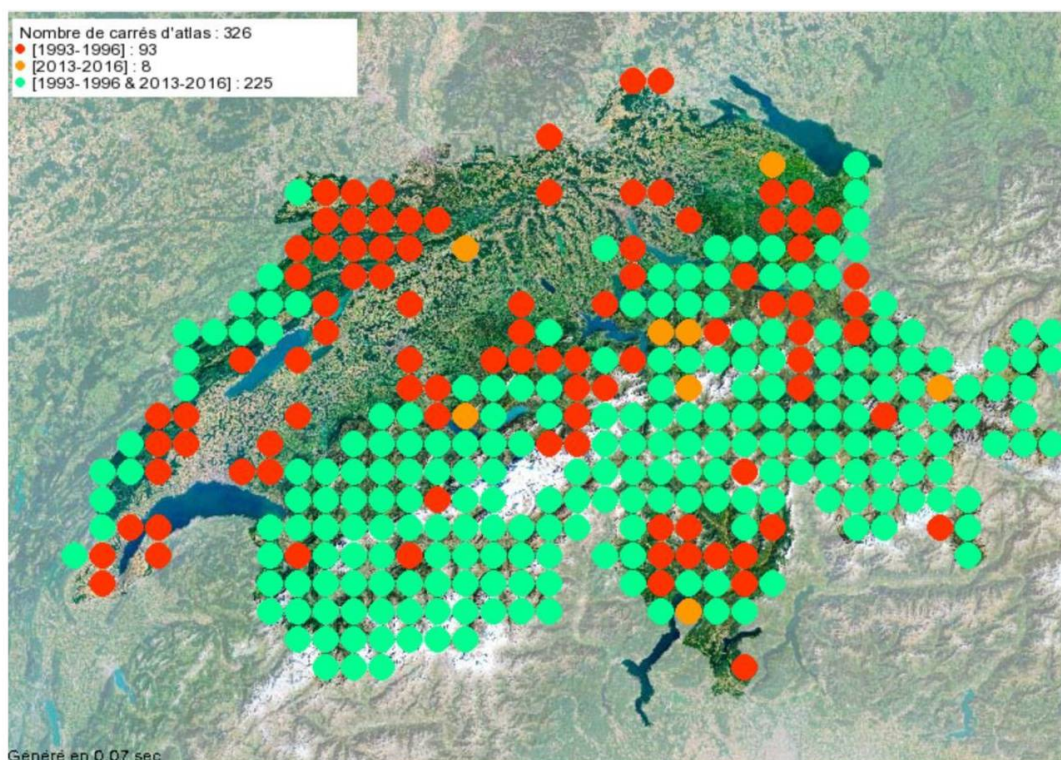 Nombre de carrés d'atlas : 326
[1993-1996] : 93
[2013-2016] : 8
[1993-1996 & 2013-2016] : 225
Généré en 0.07 sec